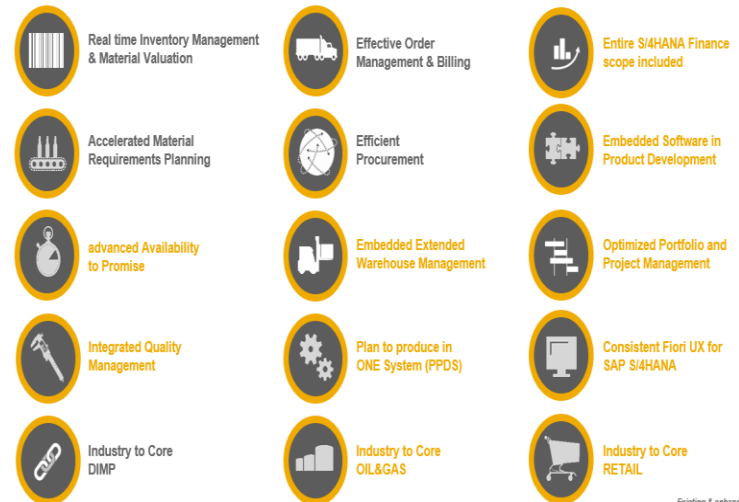 Real time Inventory Management
& Material Valuation
Effective Order
Management & Billing
Entire S/4HANA Finance
scope included
Accelerated Material
Requirements Planning
Efficient
Procurement
Embedded Software in
Product Development
advanced Availability
to Promise
Embedded Extended
Warehouse Management
Optimized Portfolio and
Project Management
Integrated Quality
Management
Plan to produce in
ONE System (PPDS)
Consistent Fiori UX for
SAP S/4HANA
Industry to Core
DIMP
Industry to Core
OIL&GAS
Industry to Core
RETAIL
Existing &